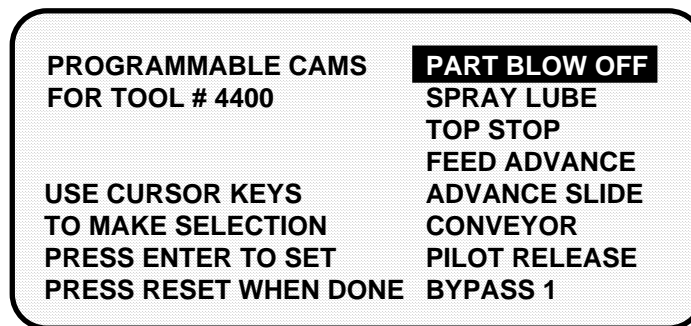 PROGRAMMABLE CAMS PART BLOW OFF
FOR TOOL # 4400 SPRAY LUBE
TOP STOP
FEED ADVANCE
USE CURSOR KEYS ADVANCE SLIDE
TO MAKE SELECTION CONVEYOR
PRESS ENTER TO SET PILOT RELEASE
PRESS RESET WHEN DONE BYPASS 1